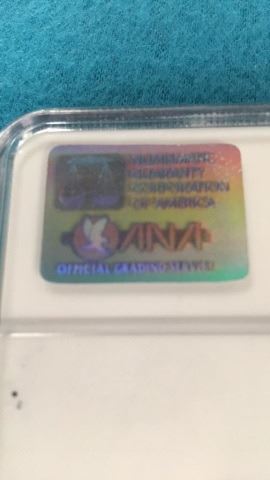 NUMISMATIC
GUARANTY
CORPORATION
OF AMERICA
ANA
OFFICIAL GRADING SERVICE